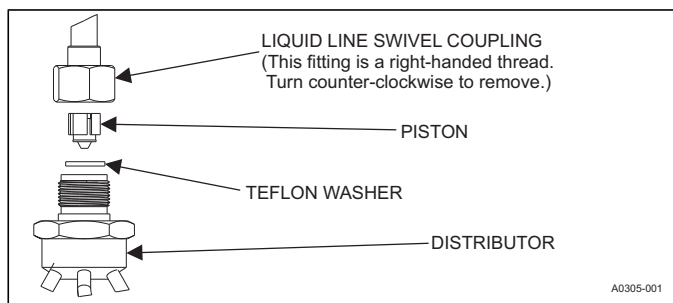 LIQUID LINE SWIVEL COUPLING
(This fitting is a right-handed thread.
Turn counter-clockwise to remove.)
PISTON
TEFLON WASHER
DISTRIBUTOR
A0305-001